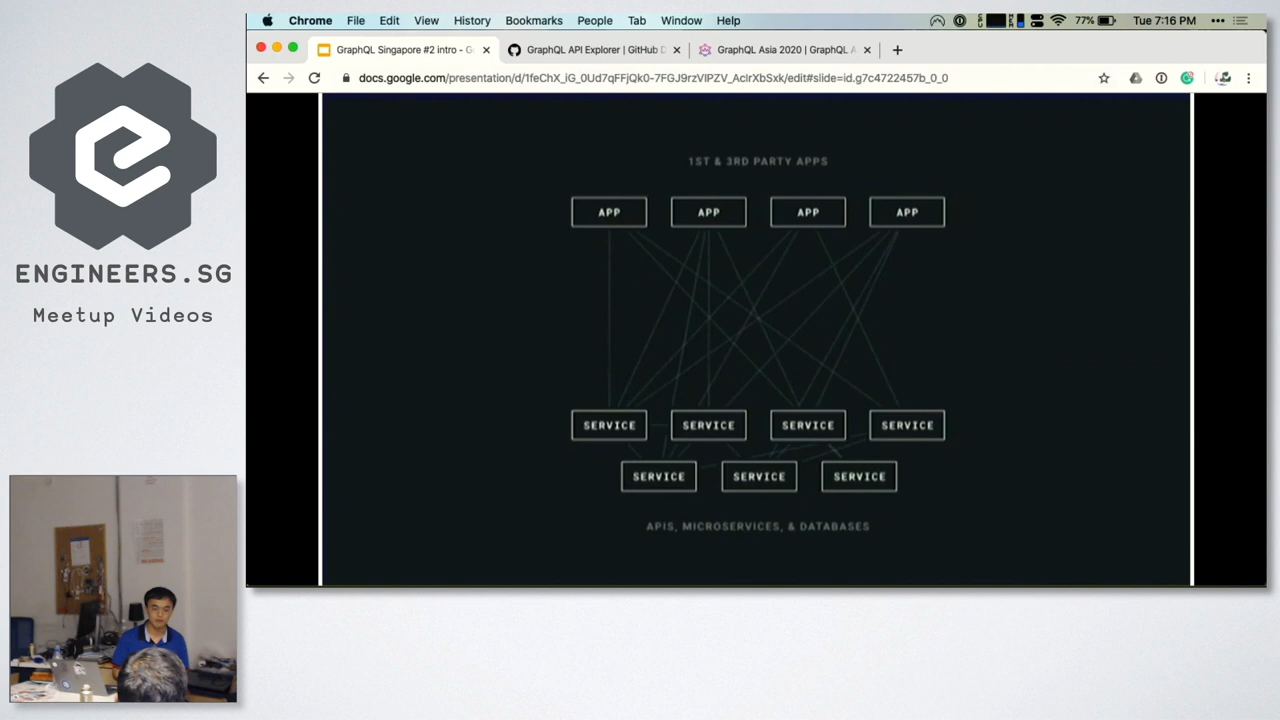 Chrome File Edit View History Bookmarks People Tab Window Help
77% Tue 7:16 PM
GraphQL Singapore #2 intro - G
GraphQL API Explorer | GitHub D
GraphQL Asia 2020 | GraphQL A
docs.google.com/presentation/d/1feChX_iG_0Ud7qFFjQk0-7FGJ9rzVlPZV_AcIrXbSxk/edit#slide=id.g7c4722457b_0_0
1ST & 3RD PARTY APPS
APP APP APP APP
SERVICE SERVICE SERVICE SERVICE
SERVICE SERVICE SERVICE
APIS, MICROSERVICES, & DATABASES
ENGINEERS.SG
Meetup Videos